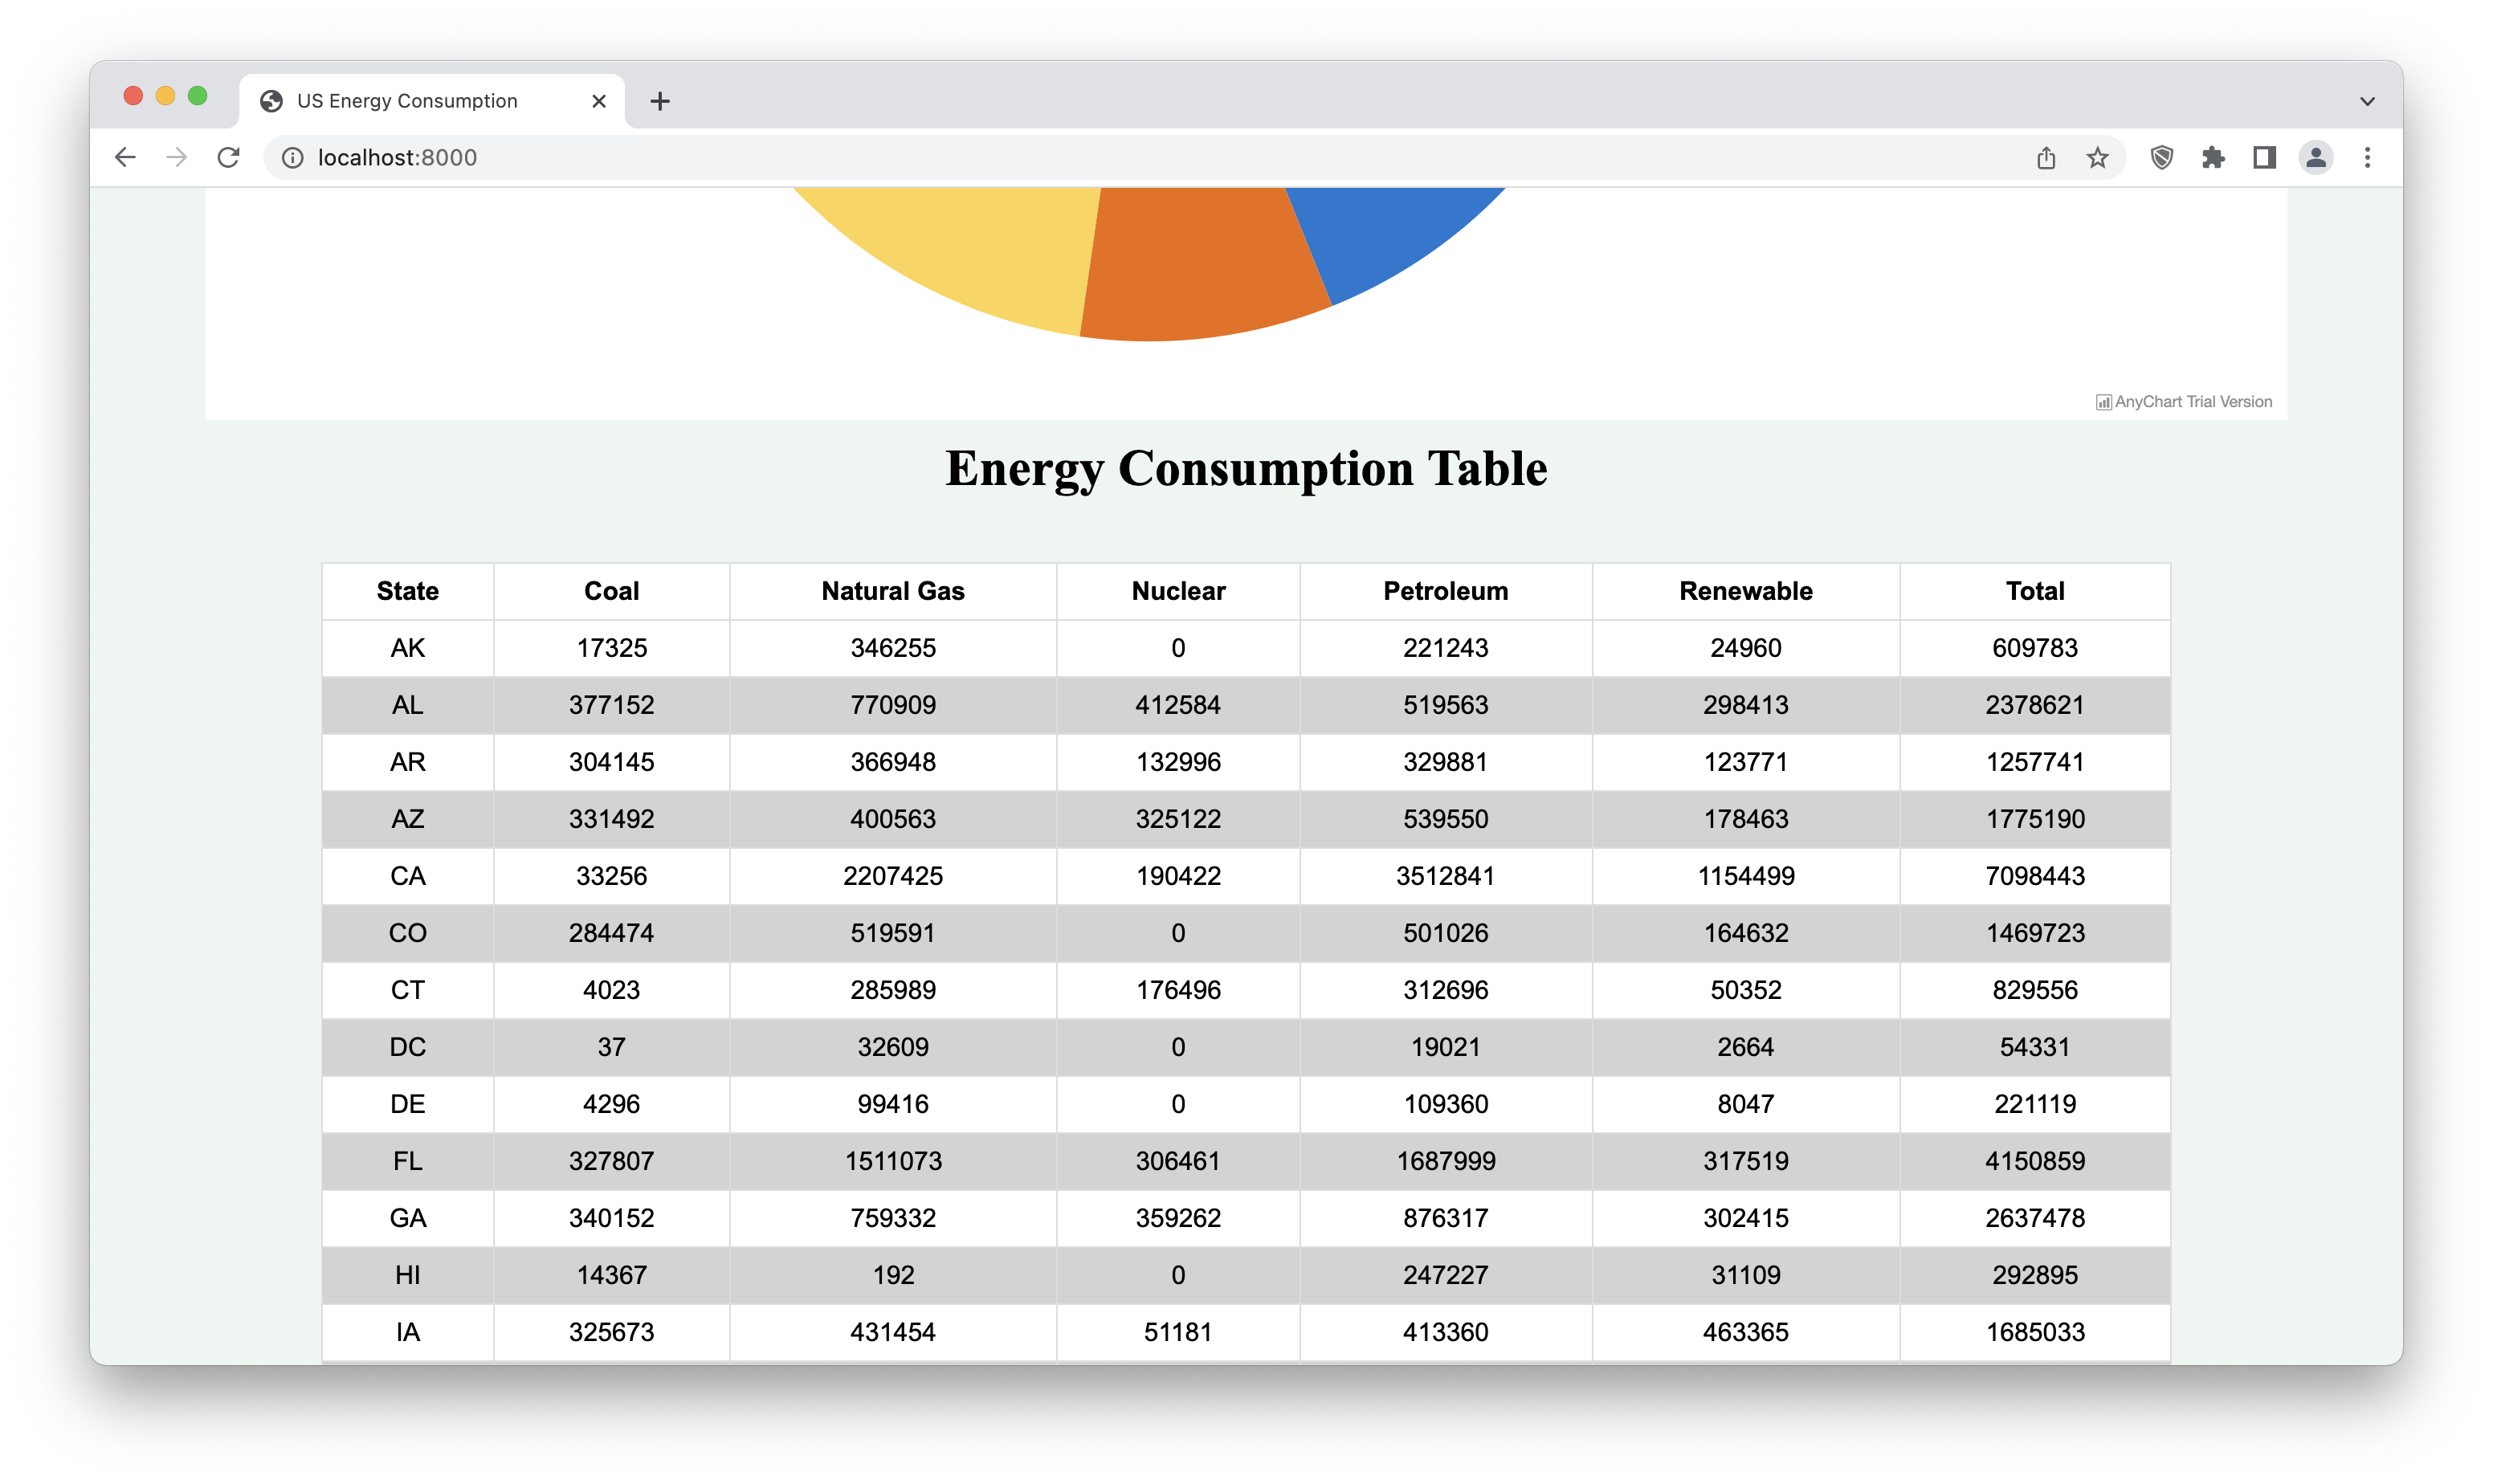 US Energy Consumption
localhost:8000
AnyChart Trial Version
Energy Consumption Table
State Coal Natural Gas Nuclear Petroleum Renewable Total
AK 17325 346255 0 221243 24960 609783
AL 377152 770909 412584 519563 298413 2378621
AR 304145 366948 132996 329881 123771 1257741
AZ 331492 400563 325122 539550 178463 1775190
CA 33256 2207425 190422 3512841 1154499 7098443
CO 284474 519591 0 501026 164632 1469723
CT 4023 285989 176496 312696 50352 829556
DC 37 32609 0 19021 2664 54331
DE 4296 99416 0 109360 8047 221119
FL 327807 1511073 306461 1687999 317519 4150859
GA 340152 759332 359262 876317 302415 2637478
HI 14367 192 0 247227 31109 292895
IA 325673 431454 51181 413360 463365 1685033